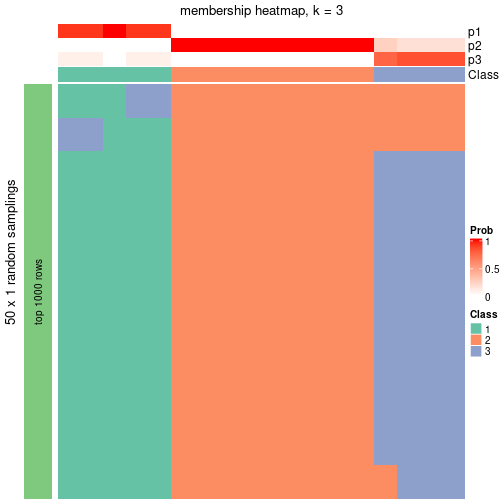 membership heatmap, k = 3
p1
p2
p3
Class
50 x 1 random samplings
top 1000 rows
Prob
1
0.5
0
Class
1
2
3